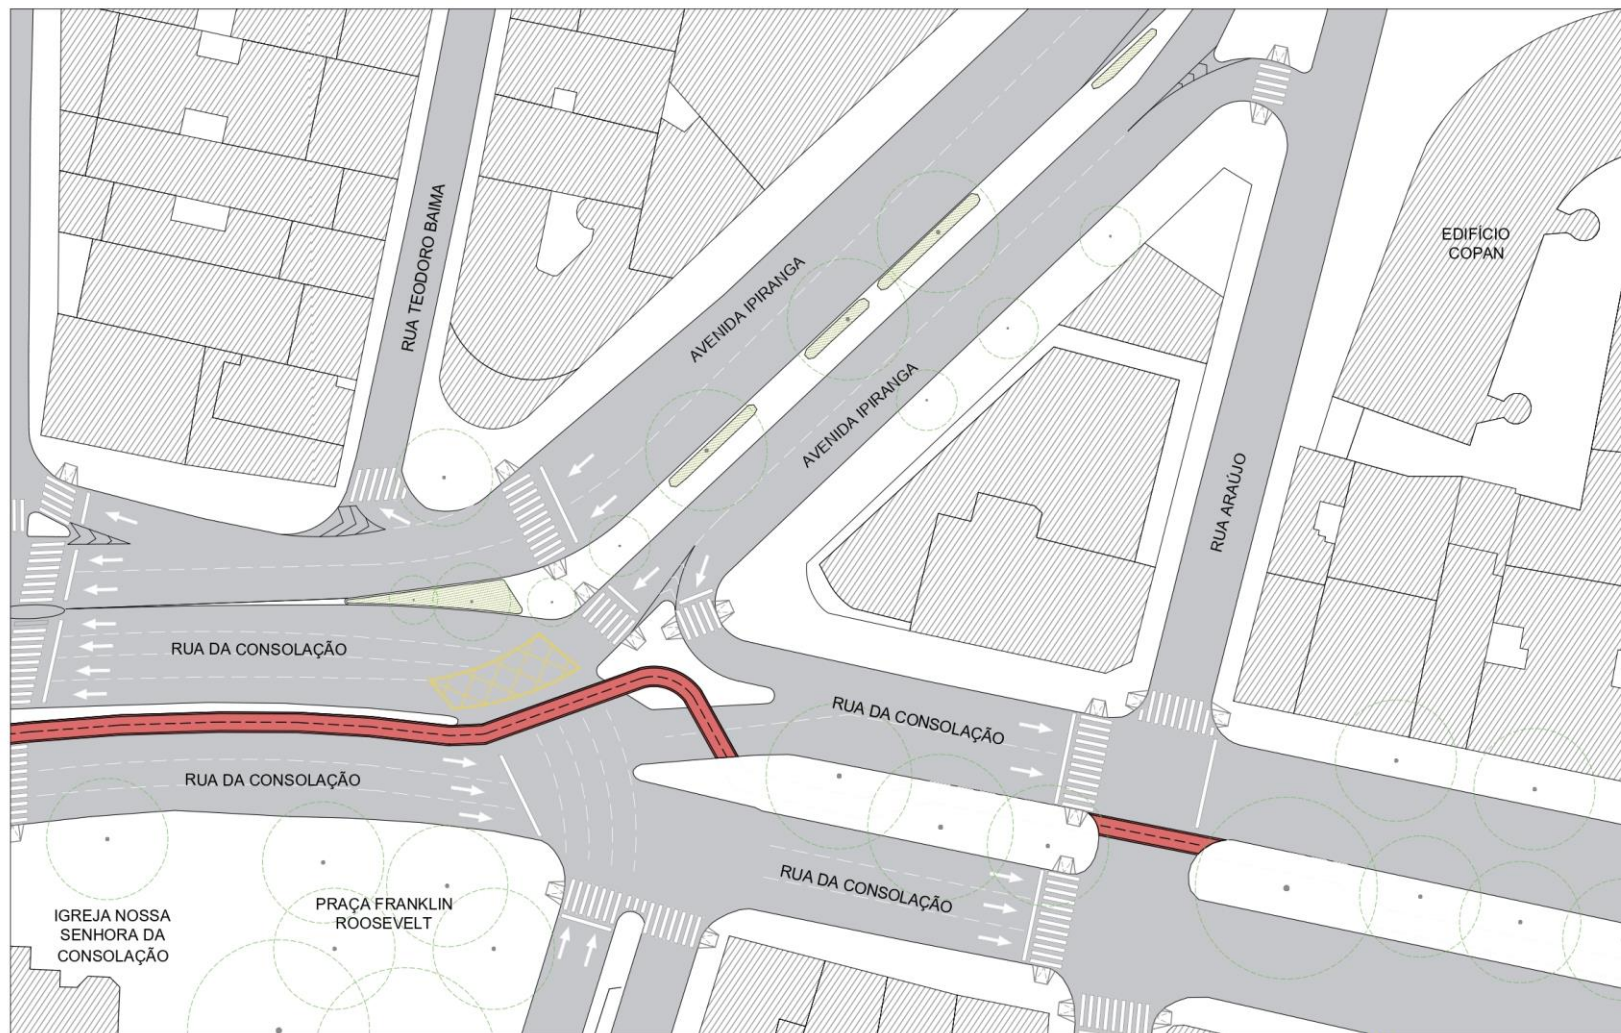 RUA TEODORO BAIMA
AVENIDA IPIRANGA
AVENIDA IPIRANGA
EDIFÍCIO
COPAN
RUA ARAÚJO
RUA DA CONSOLAÇÃO
RUA DA CONSOLAÇÃO
RUA DA CONSOLAÇÃO
RUA DA CONSOLAÇÃO
PRAÇA FRANKLIN
ROOSEVELT
IGREJA NOSSA
SENHORA DA
CONSOLAÇÃO